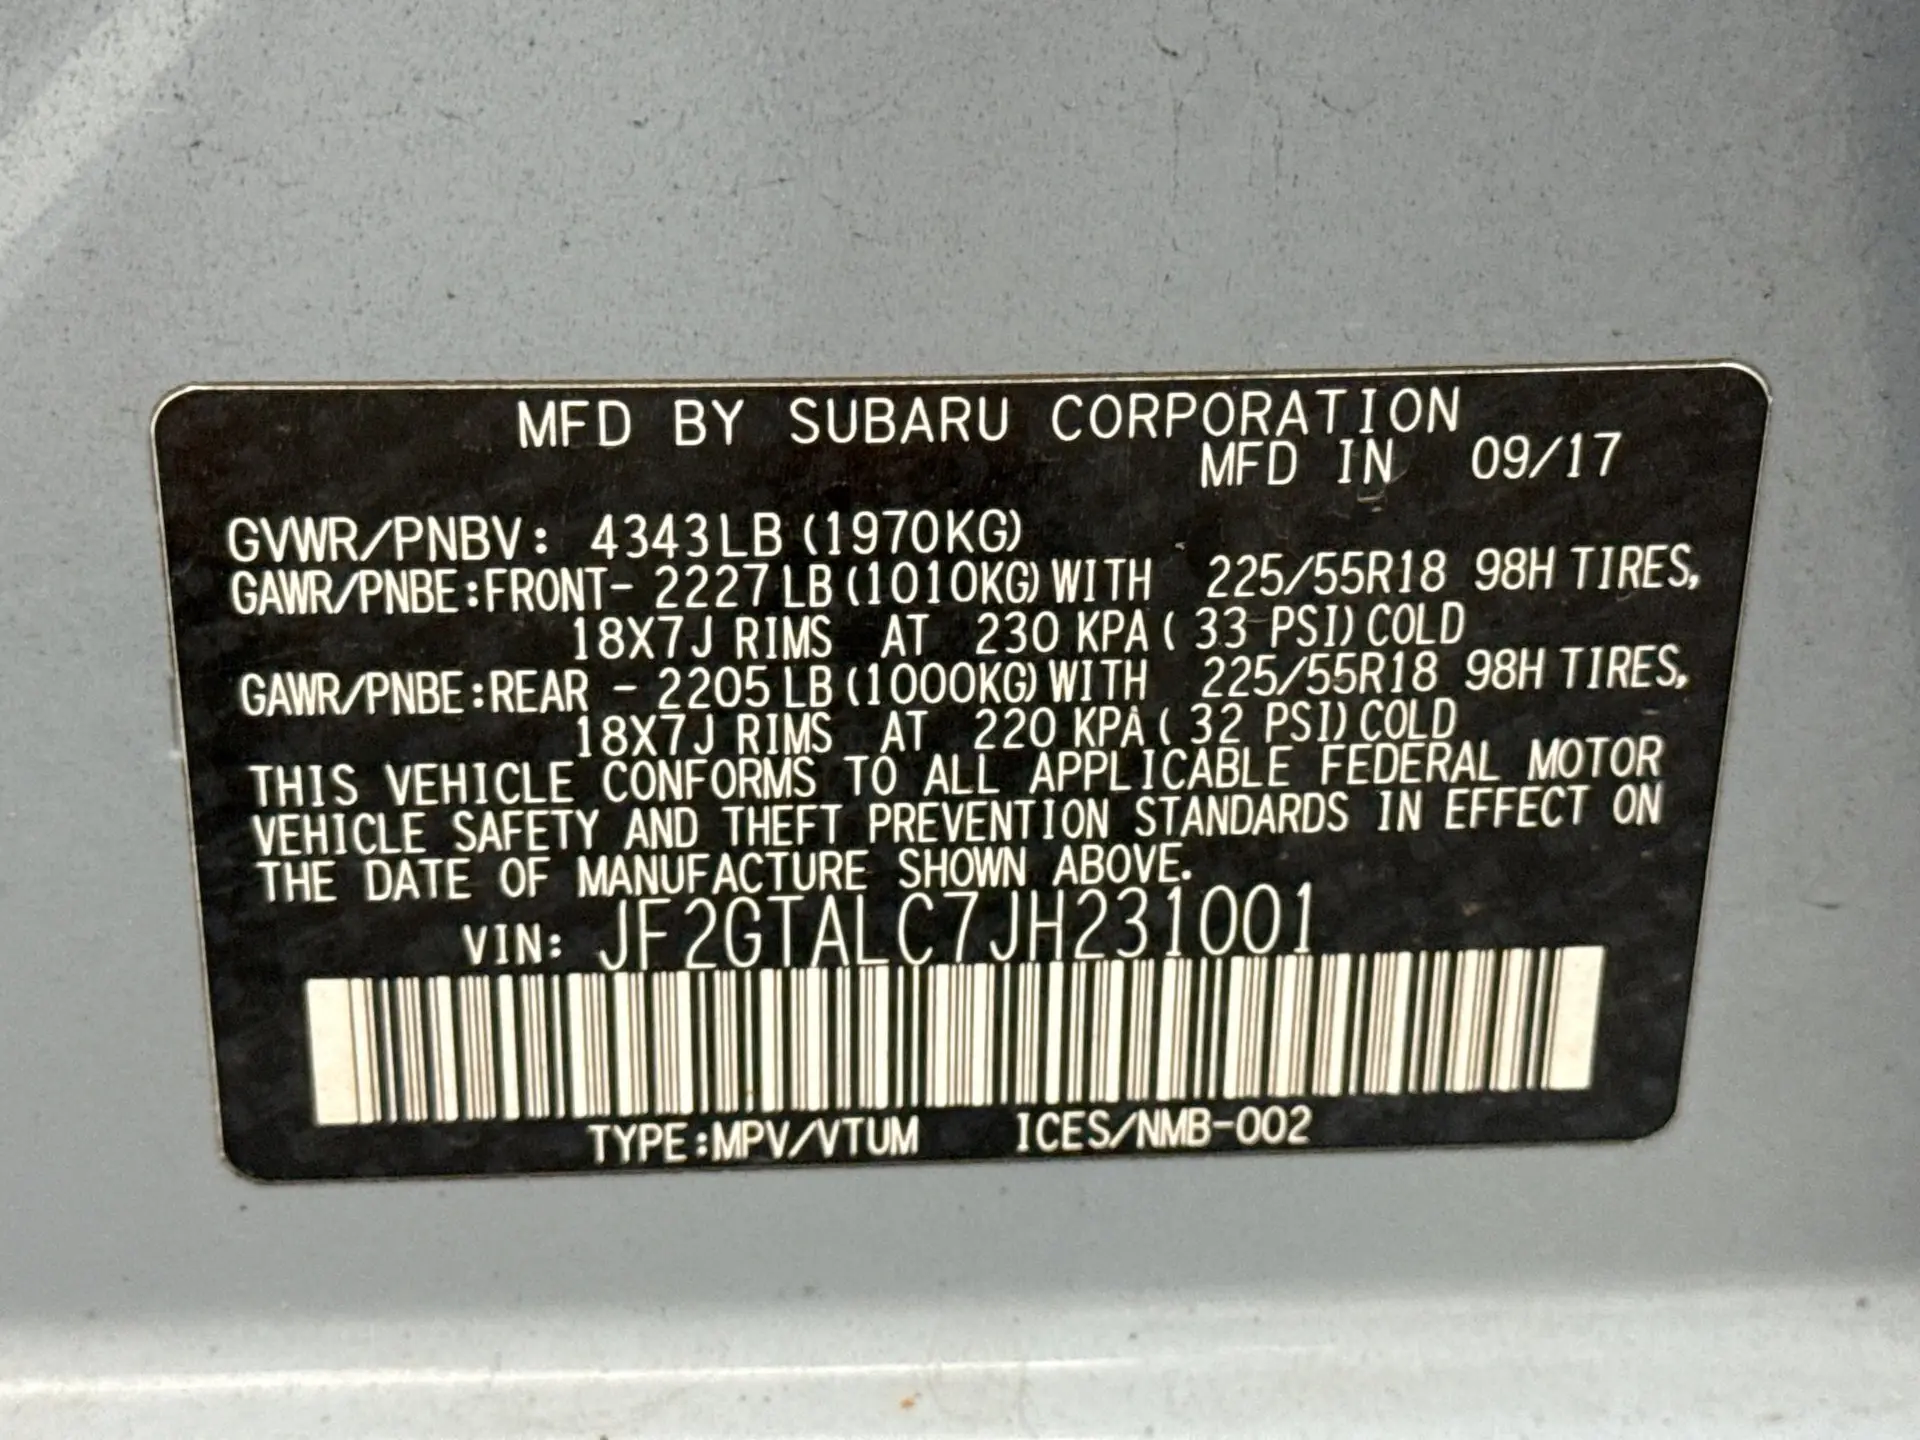 MFD BY SUBARU CORPORATION
MFD IN 09/17
GVWR/PNBV: 4343LB (1970KG)
GAWR/PNBE:FRONT- 2227LB(1010KG)WITH 225/55R18 98H TIRES,
18X7J RIMS AT 230 KPA( 33 PSI)COLD
GAWR/PNBE:REAR - 2205LB(1000KG)WITH 225/55R18 98H TIRES,
18X7J RIMS AT 220 KPA( 32 PSI)COLD
THIS VEHICLE CONFORMS TO ALL APPLICABLE FEDERAL MOTOR
VEHICLE SAFETY AND THEFT PREVENTION STANDARDS IN EFFECT ON
THE DATE OF MANUFACTURE SHOWN ABOVE.
VIN: JF2GTALC7JH231001
TYPE:MPV/VTUM ICES/NMB-002